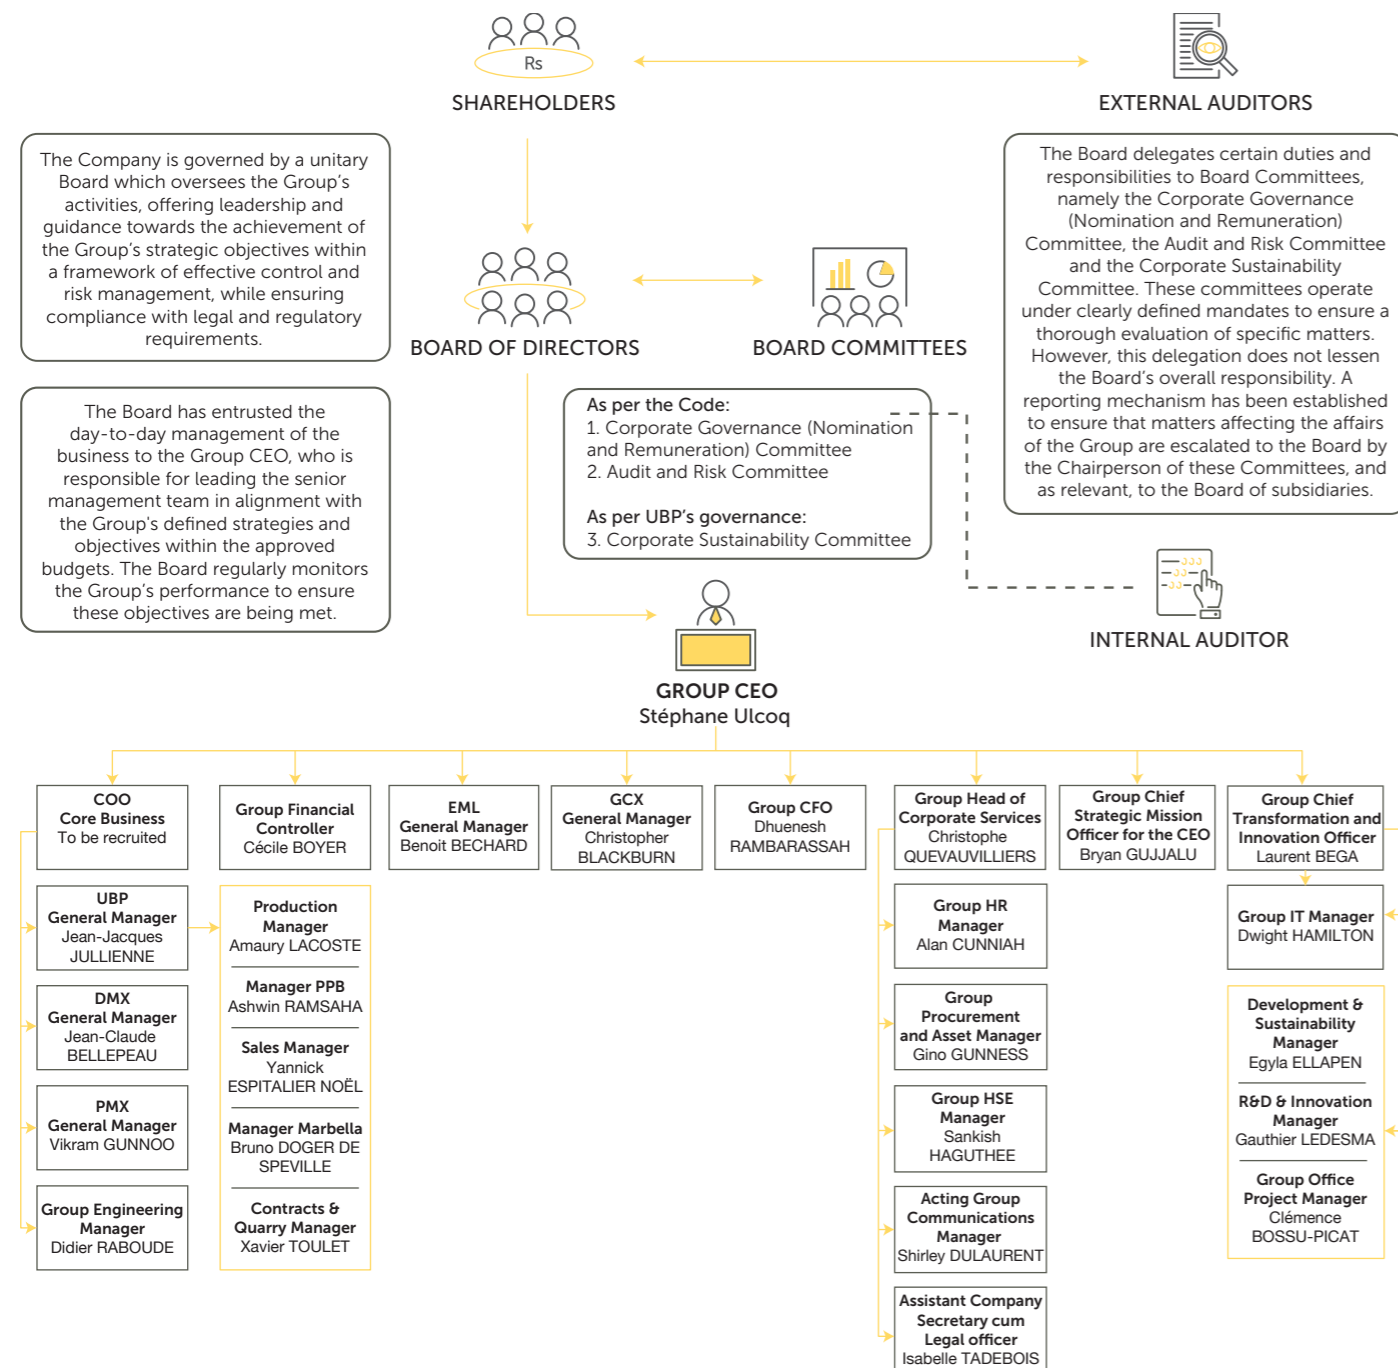 Rs
SHAREHOLDERS
EXTERNAL AUDITORS
The Company is governed by a unitary
Board which oversees the Group's
activities, offering leadership and
guidance towards the achievement of
the Group's strategic objectives within
a framework of effective control and
risk management, while ensuring
compliance with legal and regulatory
requirements.
The Board delegates certain duties and
responsibilities to Board Committees,
namely the Corporate Governance
(Nomination and Remuneration)
Committee, the Audit and Risk Committee
and the Corporate Sustainability
Committee. These committees operate
under clearly defined mandates to ensure a
thorough evaluation of specific matters.
However, this delegation does not lessen
the Board's overall responsibility. A
reporting mechanism has been established
to ensure that matters affecting the affairs
of the Group are escalated to the Board by
the Chairperson of these Committees, and
as relevant, to the Board of subsidiaries.
BOARD OF DIRECTORS
BOARD COMMITTEES
The Board has entrusted the
day-to-day management of the
business to the Group CEO, who is
responsible for leading the senior
management team in alignment with
the Group's defined strategies and
objectives within the approved
budgets. The Board regularly monitors
the Group's performance to ensure
these objectives are being met.
As per the Code:
1. Corporate Governance (Nomination
and Remuneration) Committee
2. Audit and Risk Committee
As per UBP's governance:
3. Corporate Sustainability Committee
INTERNAL AUDITOR
GROUP CEO
Stéphane Ulcoq
COO
Core Business
To be recruited
Group Financial
Controller
Cécile BOYER
EML
General Manager
Benoit BECHARD
GCX
General Manager
Christopher
BLACKBURN
Group CFO
Dhuenesh
RAMBARASSAH
Group Head of
Corporate Services
Christophe
QUEVAUVILLIERS
Group Chief
Strategic Mission
Officer for the CEO
Bryan GUJJALU
Group Chief
Transformation and
Innovation Officer
Laurent BEGA
UBP
General Manager
Jean-Jacques
JULLIENNE
DMX
General Manager
Jean-Claude
BELLEPEAU
PMX
General Manager
Vikram GUNNOO
Group Engineering
Manager
Didier RABOUDE
Production
Manager
Amaury LACOSTE
Manager PPB
Ashwin RAMSAHA
Sales Manager
Yannick
ESPITALIER NOËL
Manager Marbella
Bruno DOGER DE
SPEVILLE
Contracts &
Quarry Manager
Xavier TOULET
Group HR
Manager
Alan CUNNIAH
Group
Procurement
and Asset Manager
Gino GUNNESS
Group HSE
Manager
Sankish
HAGUTHEE
Acting Group
Communications
Manager
Shirley DULAURENT
Assistant Company
Secretary cum
Legal officer
Isabelle TADEBOIS
Group IT Manager
Dwight HAMILTON
Development &
Sustainability
Manager
Egyla ELLAPEN
R&D & Innovation
Manager
Gauthier LEDESMA
Group Office
Project Manager
Clémence
BOSSU-PICAT